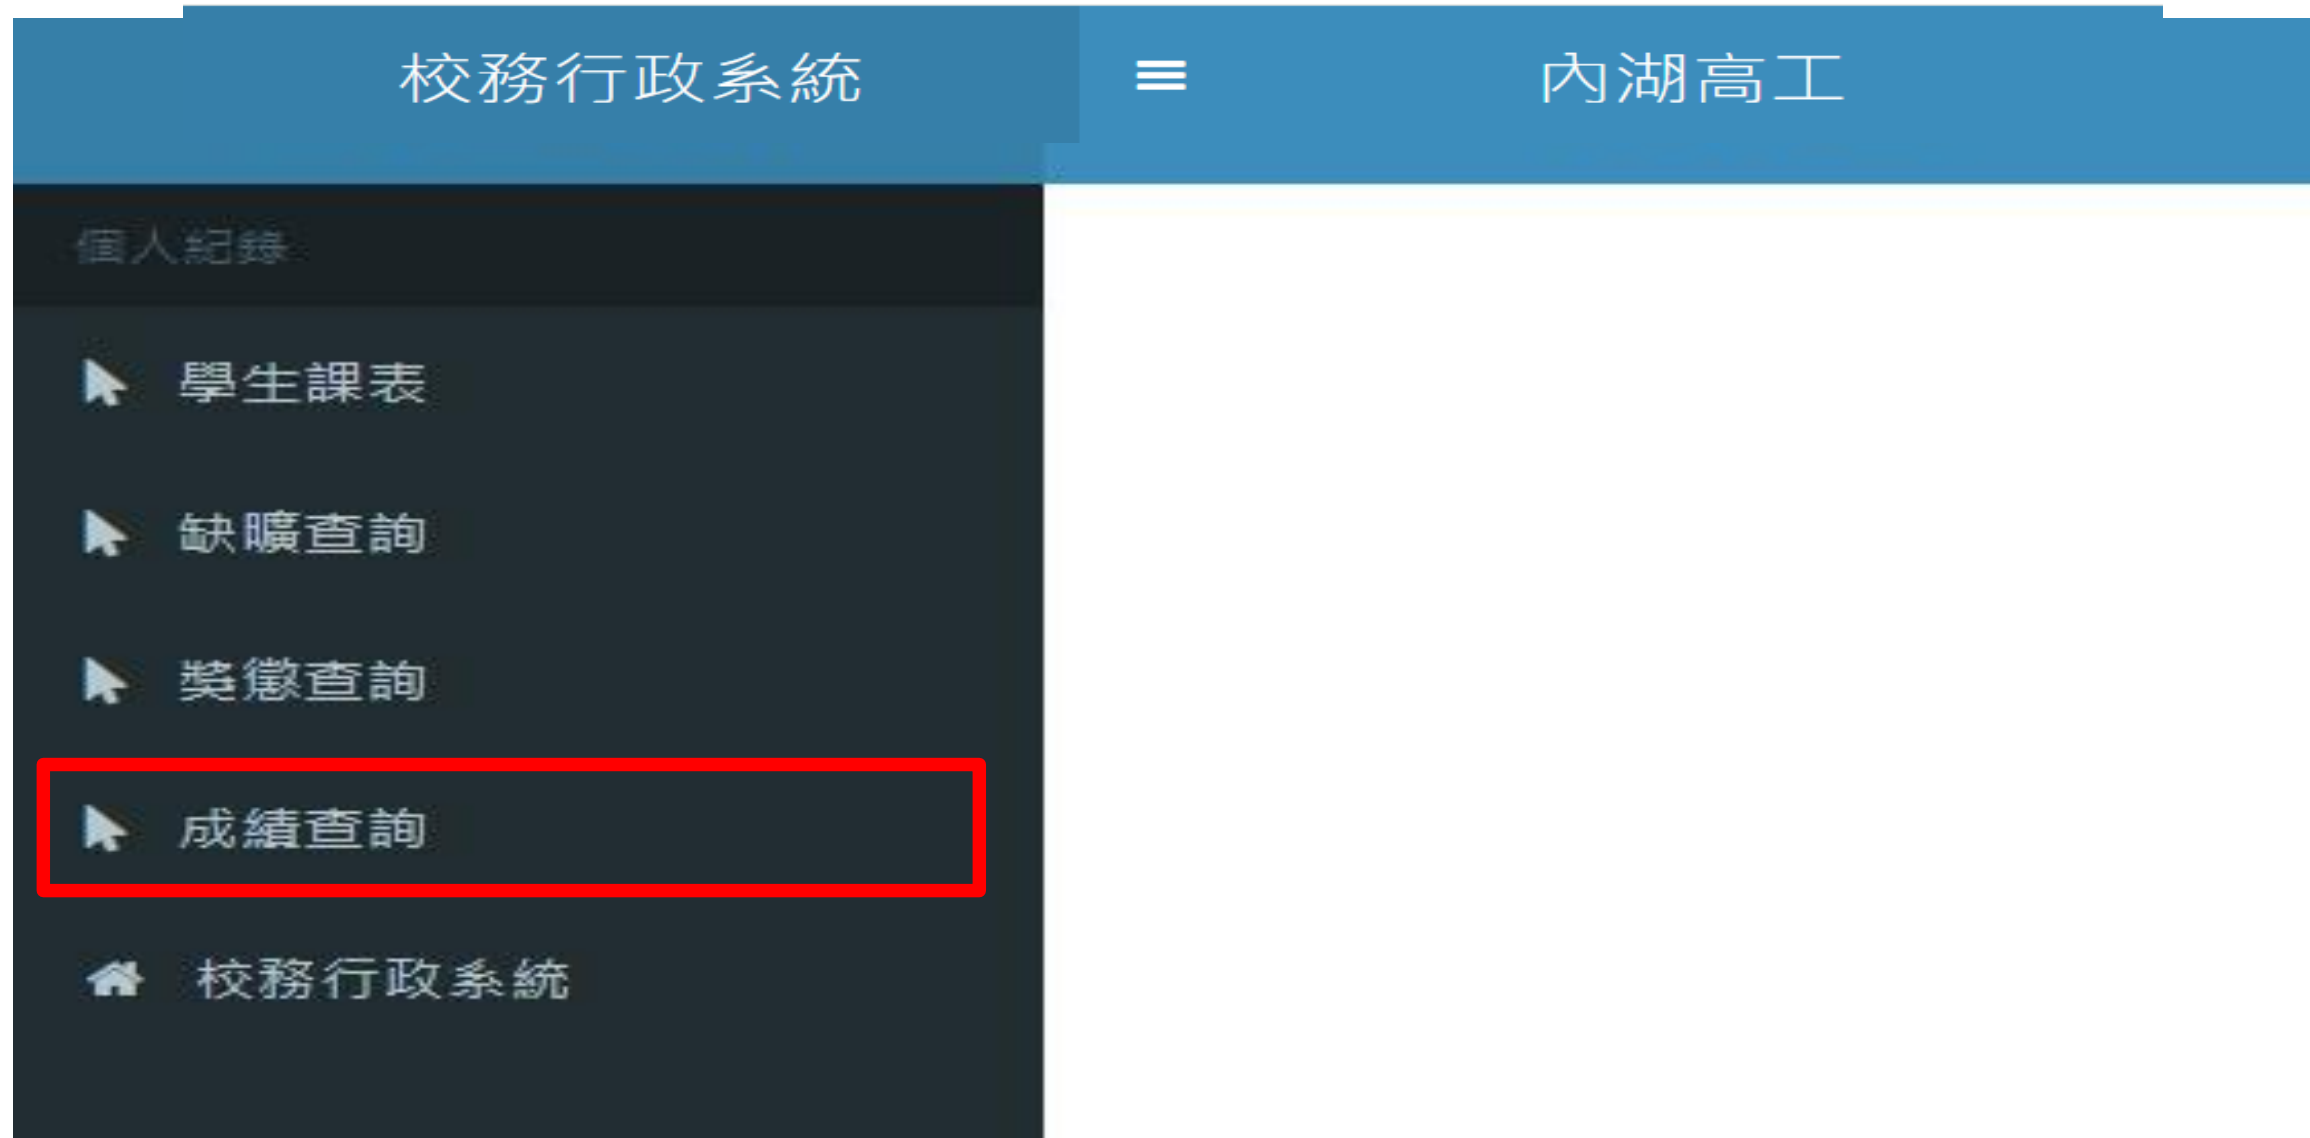 校務行政系統
內湖高工
個人紀錄
學生課表
缺曠查詢
獎懲查詢
成績查詢
校務行政系統